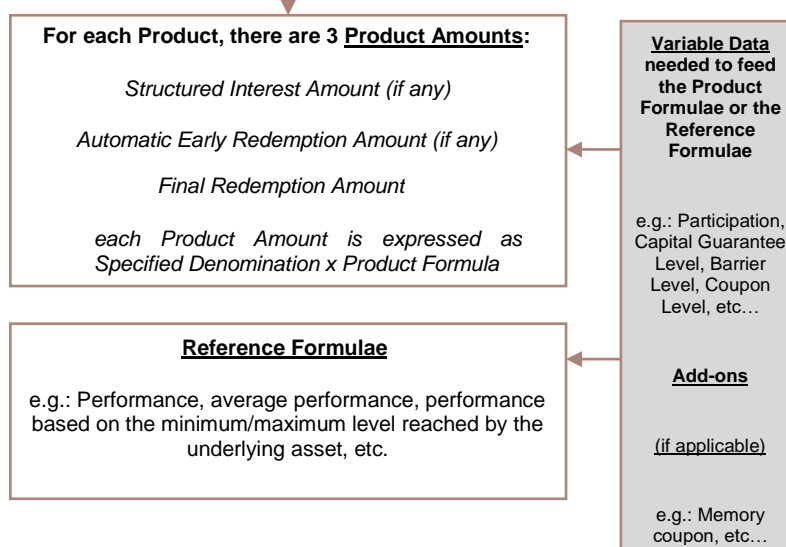 For each Product, there are 3 Product Amounts:
Structured Interest Amount (if any)
Automatic Early Redemption Amount (if any)
Final Redemption Amount
each Product Amount is expressed as
Specified Denomination x Product Formula
Reference Formulae
e.g.: Performance, average performance, performance
based on the minimum/maximum level reached by the
underlying asset, etc.
Variable Data
needed to feed
the Product
Formulae or the
Reference
Formulae
e.g.: Participation,
Capital Guarantee
Level, Barrier
Level, Coupon
Level, etc…
Add-ons
(if applicable)
e.g.: Memory
coupon, etc…